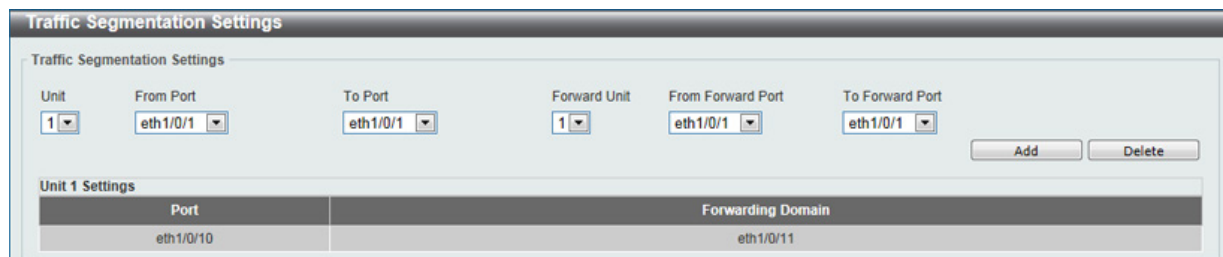 Traffic Segmentation Settings
Traffic Segmentation Settings
Unit From Port To Port Forward Unit From Forward Port To Forward Port
1 eth1/0/1 eth1/0/1 1 eth1/0/1 eth1/0/1
Add Delete
Unit 1 Settings
Port Forwarding Domain
eth1/0/10 eth1/0/11